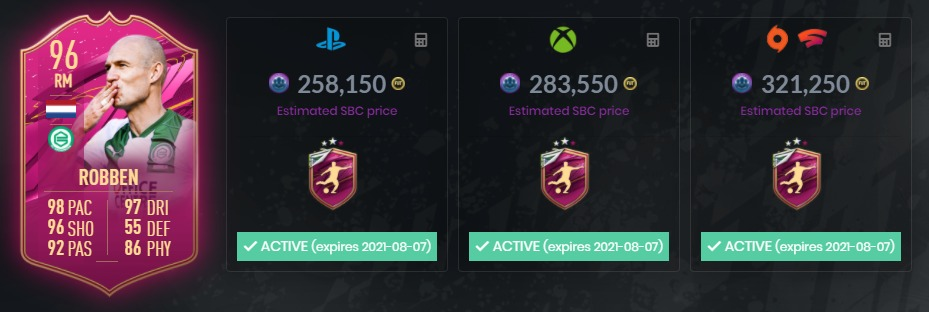 96
RM
ROBBEN
98 PAC 97 DRI
96 SHO 55 DEF
92 PAS 86 PHY
258,150
Estimated SBC price
ACTIVE (expires 2021-08-07)
283,550
Estimated SBC price
ACTIVE (expires 2021-08-07)
321,250
Estimated SBC price
ACTIVE (expires 2021-08-07)